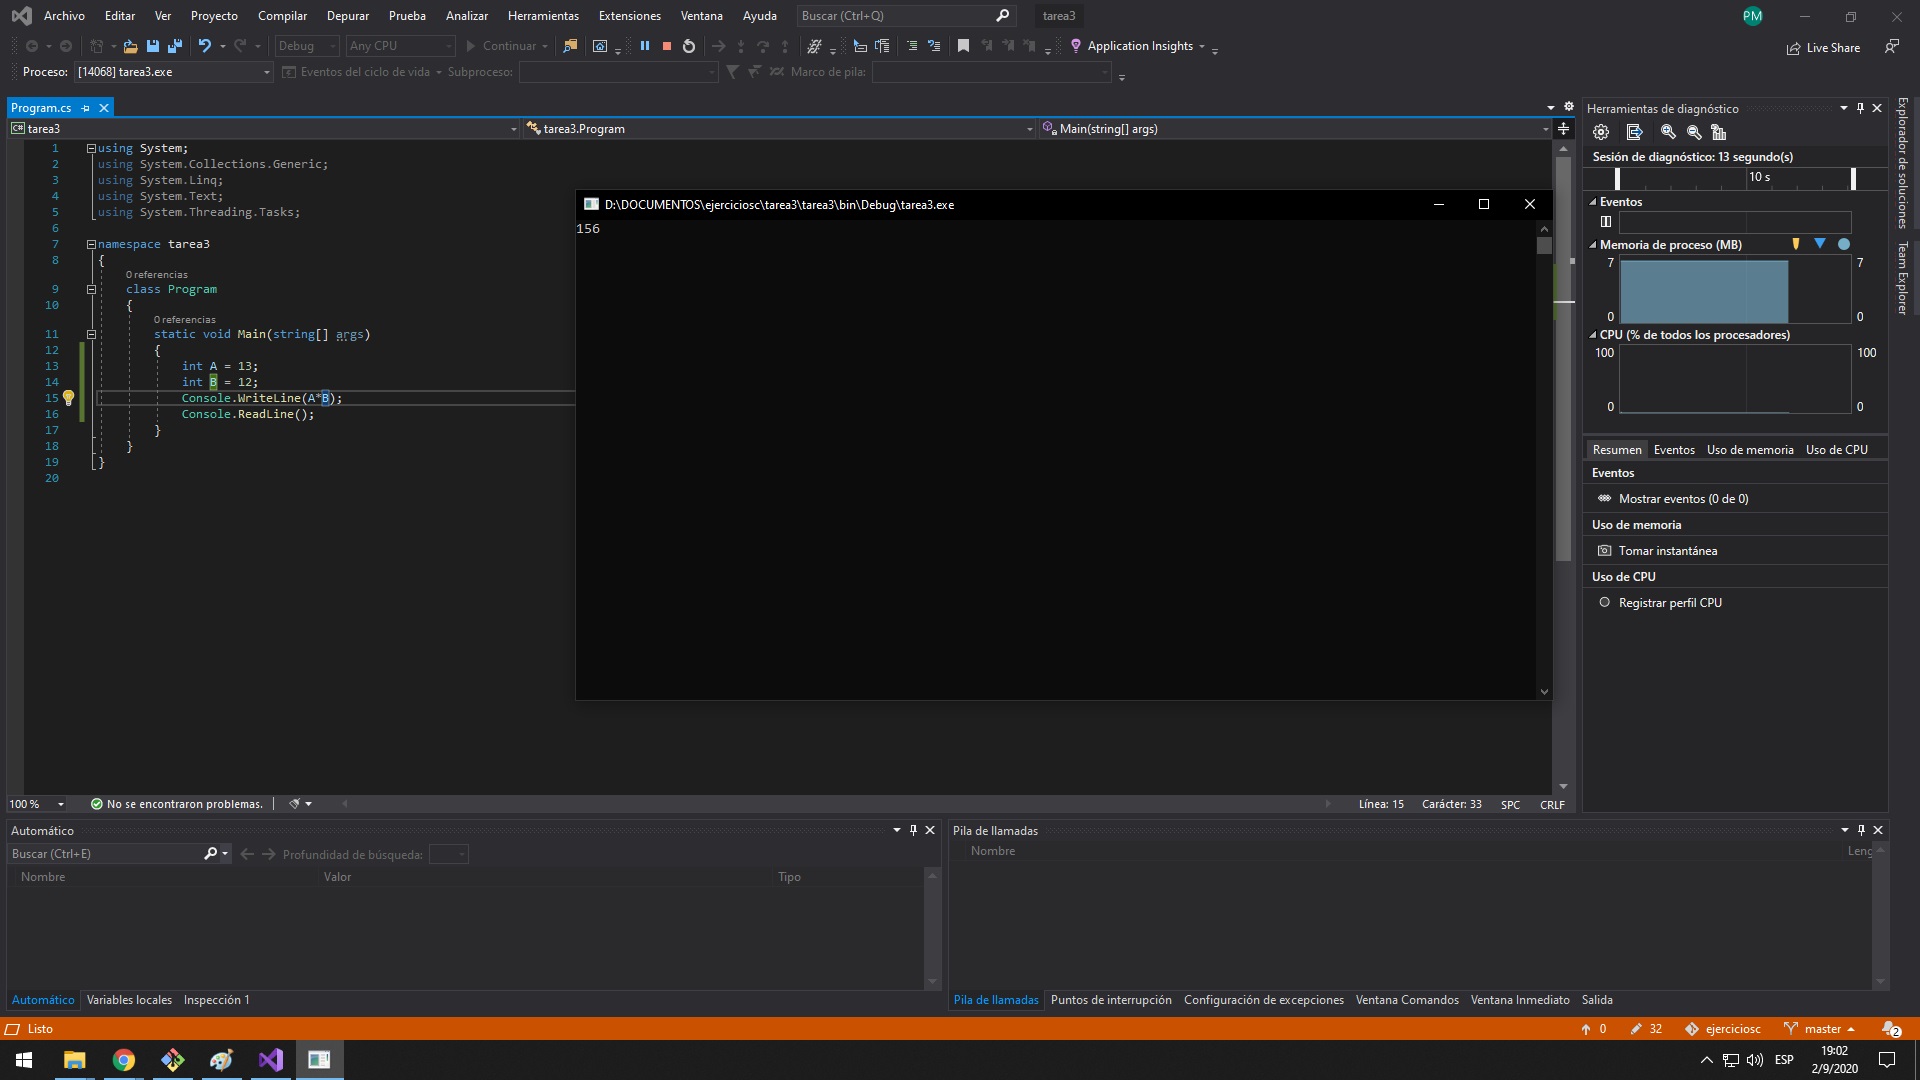 Archivo Editar Ver Proyecto Compilar Depurar Prueba Analizar Herramientas Extensiones Ventana Ayuda Buscar (Ctrl+Q) tarea3 PM
Debug Any CPU Continuar Application Insights Live Share
Proceso: [14068] tarea3.exe Eventos del ciclo de vida Subproceso: Marco de pila:
Program.cs
C# tarea3 tarea3.Program Main(string[] args)
1 using System;
2 using System.Collections.Generic;
3 using System.Linq;
4 using System.Text;
5 using System.Threading.Tasks;
6
7 namespace tarea3
8 {
0 referencias
9 class Program
10 {
0 referencias
11 static void Main(string[] args)
12 {
13 int A = 13;
14 int B = 12;
15 Console.WriteLine(A*B);
16 Console.ReadLine();
17 }
18 }
19 }
20
D:\DOCUMENTOS\ejerciciosc\tarea3\tarea3\bin\Debug\tarea3.exe
156
Herramientas de diagnóstico
Sesión de diagnóstico: 13 segundo(s)
10 s
Eventos
Memoria de proceso (MB)
7 7
0 0
CPU (% de todos los procesadores)
100 100
0 0
Resumen Eventos Uso de memoria Uso de CPU
Eventos
Mostrar eventos (0 de 0)
Uso de memoria
Tomar instantánea
Uso de CPU
Registrar perfil CPU
Explorador de soluciones
Team Explorer
100 % No se encontraron problemas. Línea: 15 Carácter: 33 SPC CRLF
Automático
Buscar (Ctrl+E) Profundidad de búsqueda:
Nombre Valor Tipo
Automático Variables locales Inspección 1
Pila de llamadas
Nombre Leng
Pila de llamadas Puntos de interrupción Configuración de excepciones Ventana Comandos Ventana Inmediato Salida
Listo 0 32 ejerciciosc master 2
ESP 19:02
2/9/2020